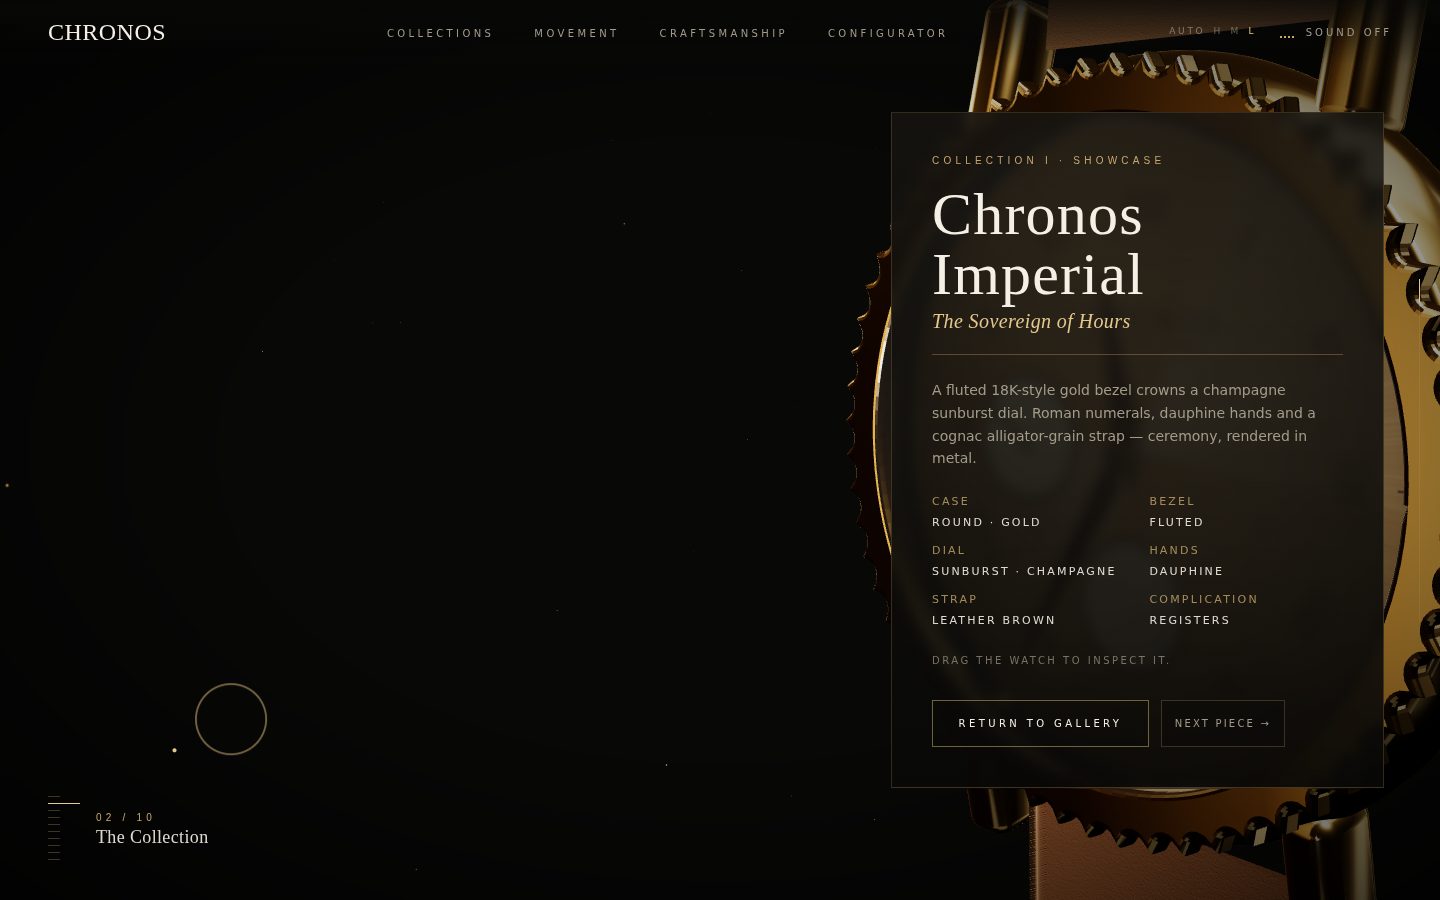 CHRONOS
COLLECTIONS MOVEMENT CRAFTSMANSHIP CONFIGURATOR
AUTO H M L SOUND OFF
COLLECTION I · SHOWCASE
Chronos
Imperial
The Sovereign of Hours
A fluted 18K-style gold bezel crowns a champagne
sunburst dial. Roman numerals, dauphine hands and a
cognac alligator-grain strap — ceremony, rendered in
metal.
CASE BEZEL
ROUND · GOLD FLUTED
DIAL HANDS
SUNBURST · CHAMPAGNE DAUPHINE
STRAP COMPLICATION
LEATHER BROWN REGISTERS
DRAG THE WATCH TO INSPECT IT.
RETURN TO GALLERY NEXT PIECE →
02 / 10
The Collection